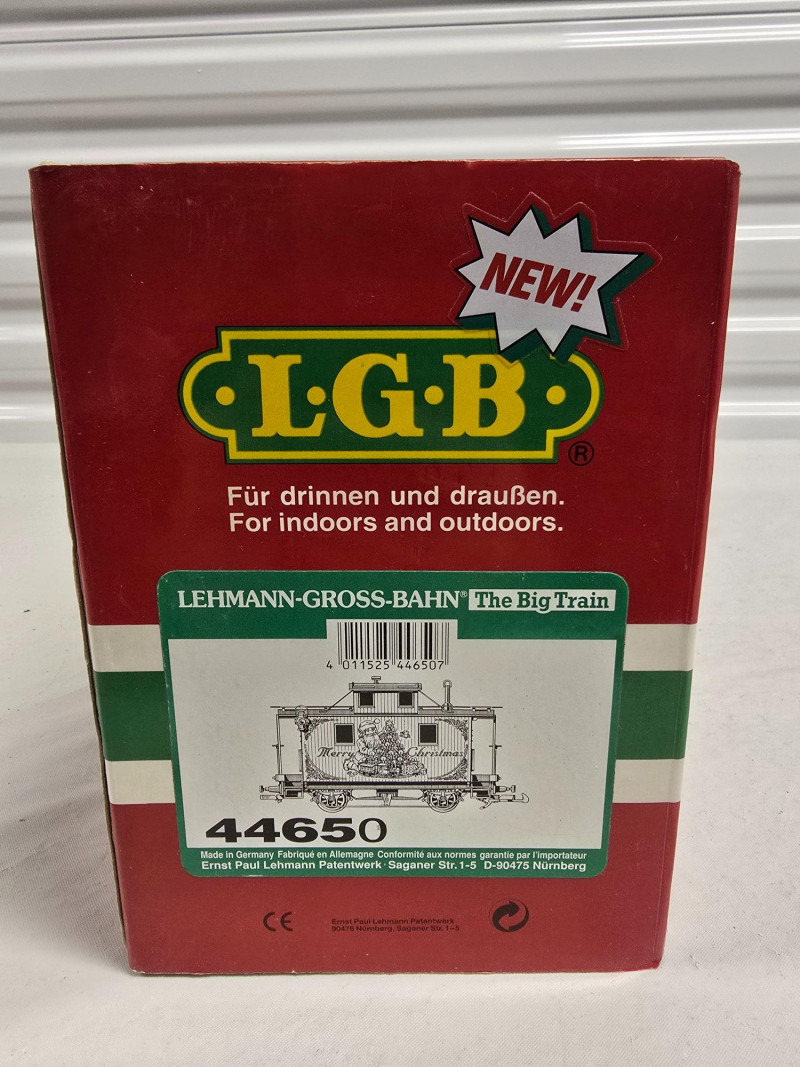 NEW!
L·G·B
®
Für drinnen und draußen.
For indoors and outdoors.
LEHMANN-GROSS-BAHN® The Big Train
4 011525 446507
Merry Christmas
44650
Made in Germany Fabriqué en Allemagne Conformité aux normes garantie par l'importateur
Ernst Paul Lehmann Patentwerk · Saganer Str. 1-5 D-90475 Nürnberg
CE
Ernst Paul Lehmann Patentwerk
90475 Nürnberg, Saganer Str. 1-5